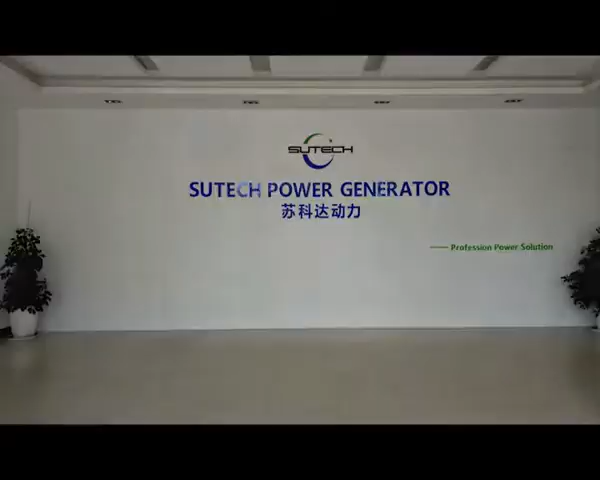 SUTECH
SUTECH POWER GENERATOR
苏科达动力
—— Profession Power Solution